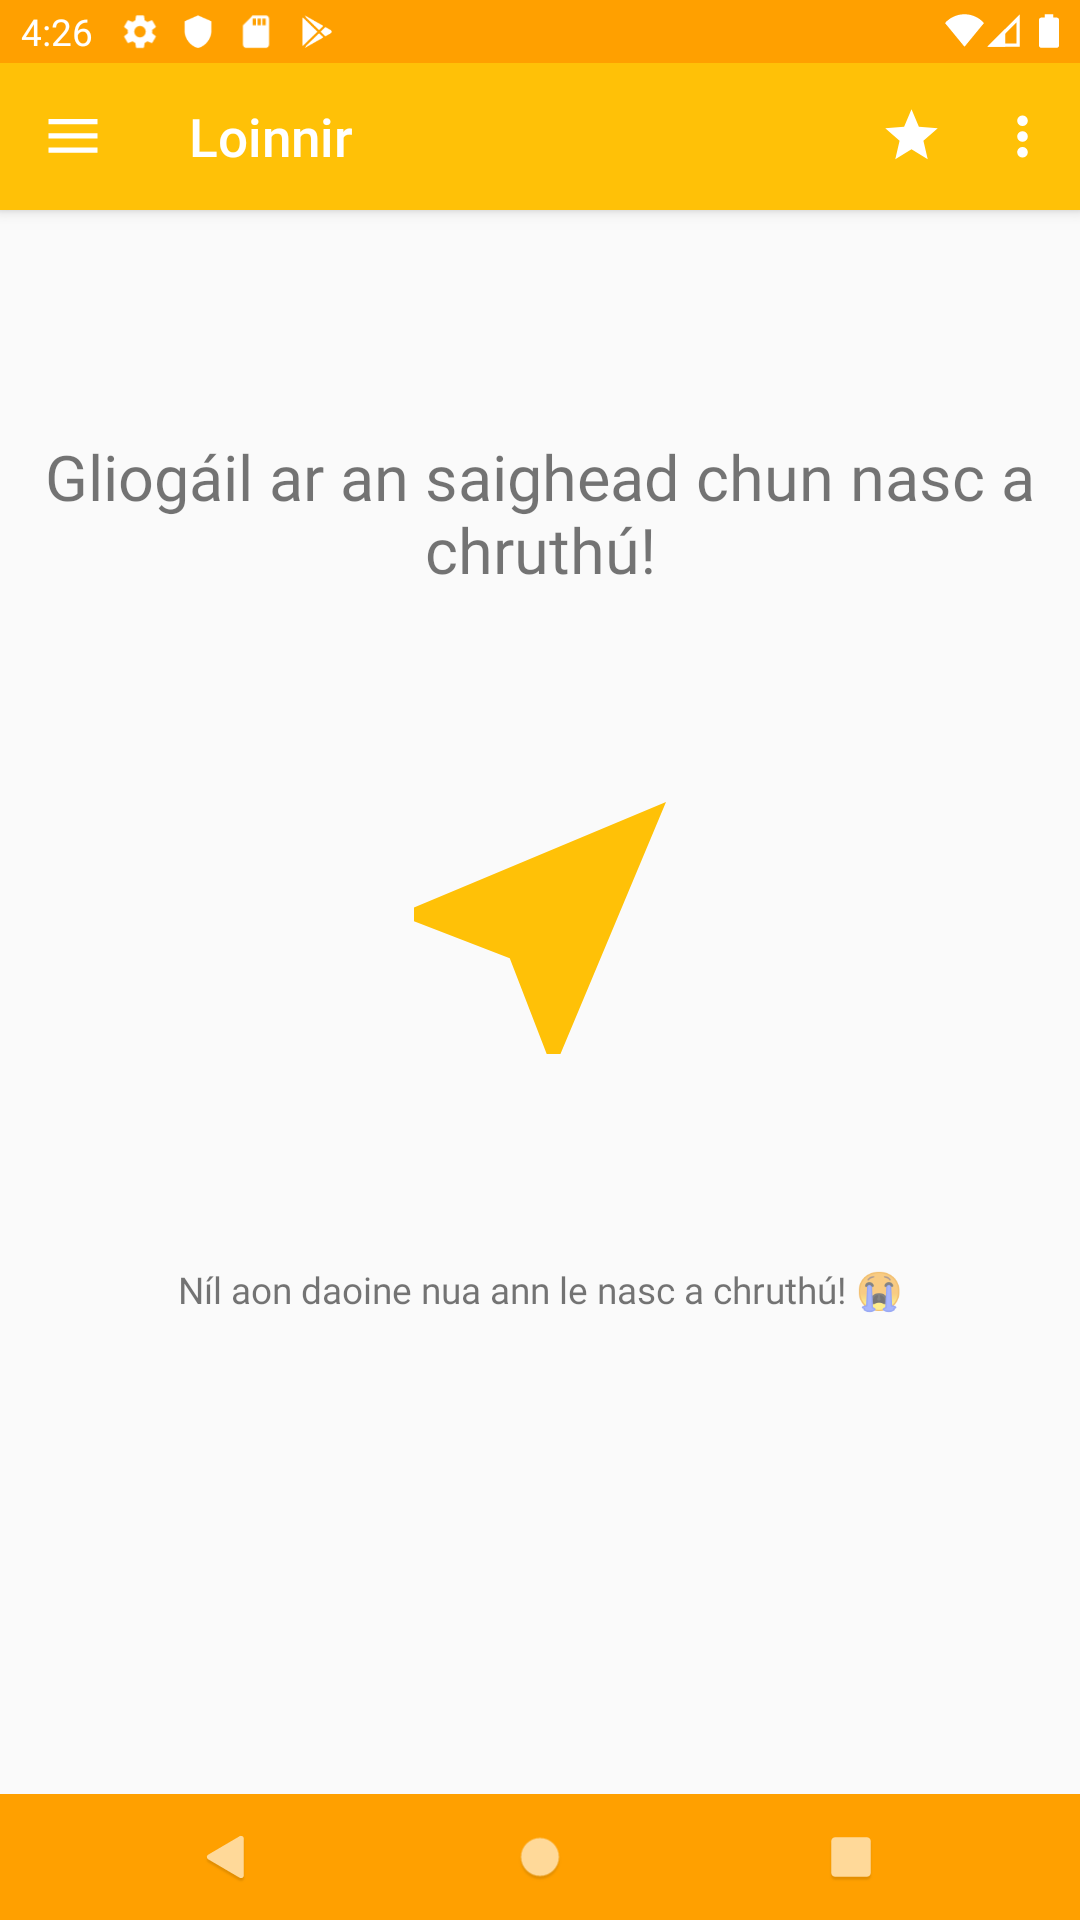 4:26
Loinnir
Gliogáil ar an saighead chun nasc a
chruthú!
Níl aon daoine nua ann le nasc a chruthú! 😭